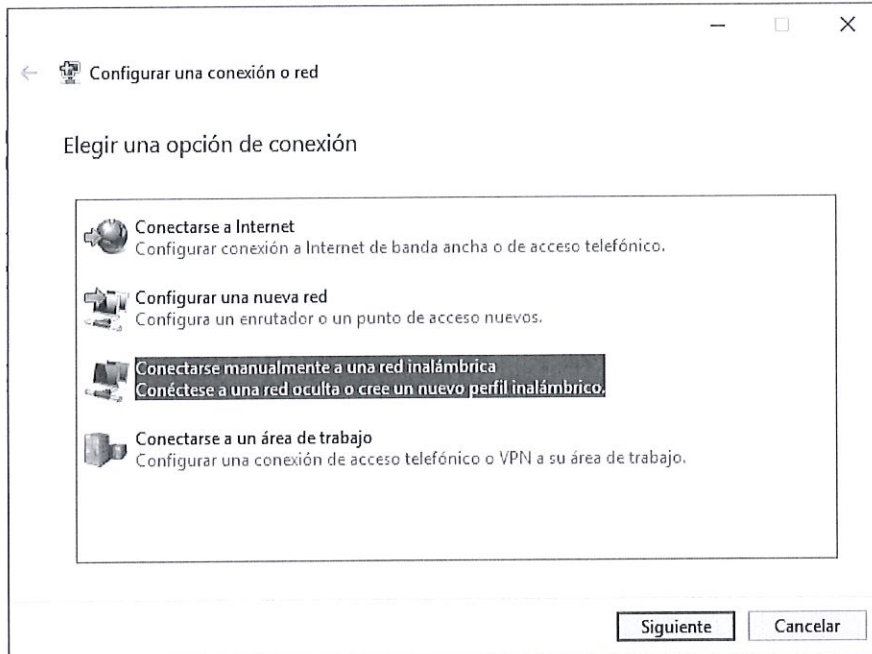 Configurar una conexión o red
Elegir una opción de conexión
Conectarse a Internet
Configurar conexión a Internet de banda ancha o de acceso telefónico.
Configurar una nueva red
Configura un enrutador o un punto de acceso nuevos.
Conectarse manualmente a una red inalámbrica
Conéctese a una red oculta o cree un nuevo perfil inalámbrico.
Conectarse a un área de trabajo
Configurar una conexión de acceso telefónico o VPN a su área de trabajo.
Siguiente
Cancelar